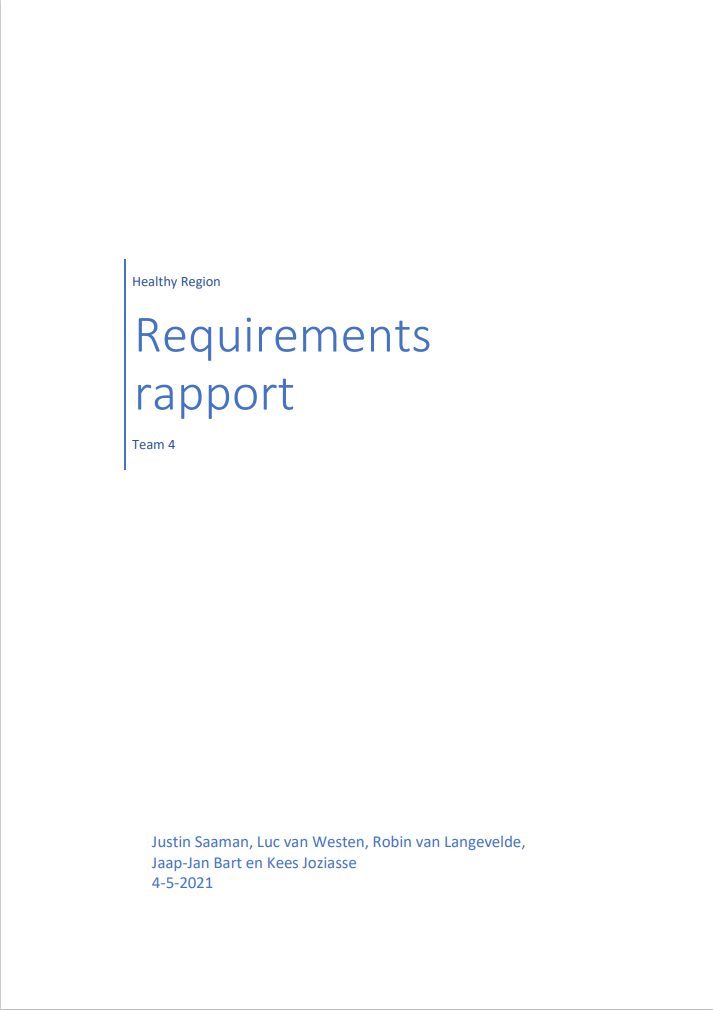 Healthy Region
Requirements
rapport
Team 4
Justin Saaman, Luc van Westen, Robin van Langevelde,
Jaap-Jan Bart en Kees Joziasse
4-5-2021